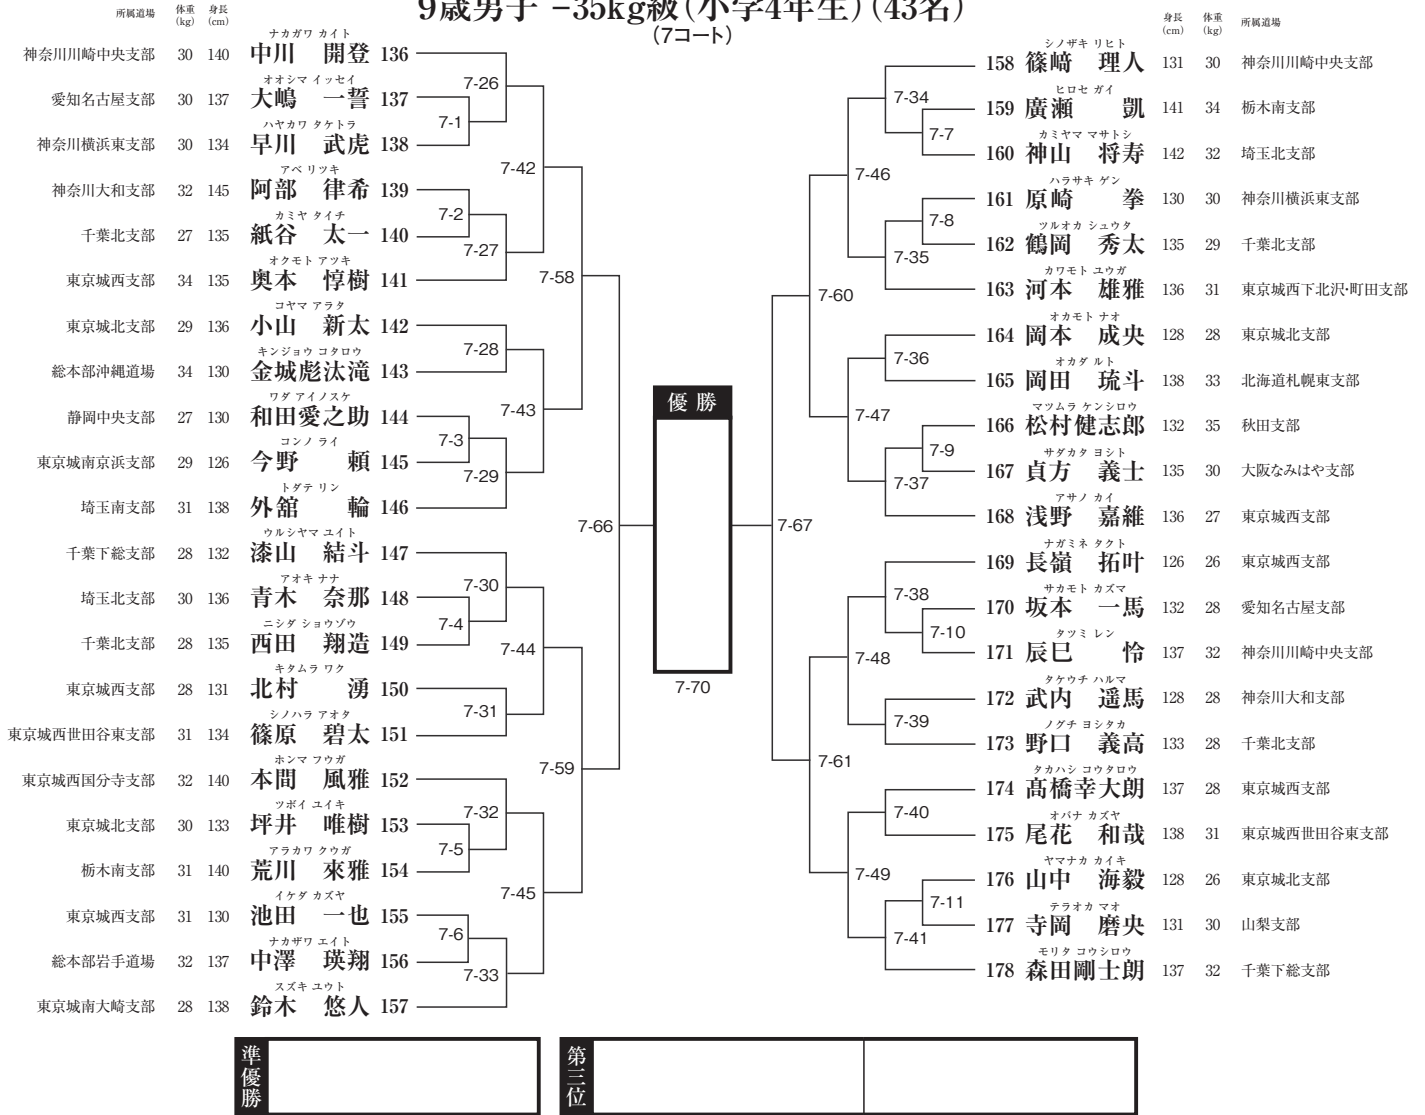 9歳男子 −35kg級(小学4年生)(43名)
(7コート)
所属道場 体重(kg) 身長(cm)
ナカガワ カイト
神奈川川崎中央支部 30 140 中川 開登 136
オオシマ イッセイ
愛知名古屋支部 30 137 大嶋 一誓 137
ハヤカワ タケトラ
神奈川横浜東支部 30 134 早川 武虎 138
アベ リツキ
神奈川大和支部 32 145 阿部 律希 139
カミヤ タイチ
千葉北支部 27 135 紙谷 太一 140
オクモト アツキ
東京城西支部 34 135 奥本 惇樹 141
コヤマ アラタ
東京城北支部 29 136 小山 新太 142
キンジョウ コタロウ
総本部沖縄道場 34 130 金城彪汰滝 143
ワダ アイノスケ
静岡中央支部 27 130 和田愛之助 144
コンノ ライ
東京城南京浜支部 29 126 今野 頼 145
トダテ リン
埼玉南支部 31 138 外舘 輪 146
ウルシヤマ ユイト
千葉下総支部 28 132 漆山 結斗 147
アオキ ナナ
埼玉北支部 30 136 青木 奈那 148
ニシダ ショウゾウ
千葉北支部 28 135 西田 翔造 149
キタムラ ワク
東京城西支部 28 131 北村 湧 150
シノハラ アオタ
東京城西世田谷東支部 31 134 篠原 碧太 151
ホンマ フウガ
東京城西国分寺支部 32 140 本間 風雅 152
ツボイ ユイキ
東京城北支部 30 133 坪井 唯樹 153
アラカワ クウガ
栃木南支部 31 140 荒川 來雅 154
イケダ カズヤ
東京城西支部 31 130 池田 一也 155
ナカザワ エイト
総本部岩手道場 32 137 中澤 瑛翔 156
スズキ ユウト
東京城南大崎支部 28 138 鈴木 悠人 157
7-26
7-1
7-42
7-2
7-27
7-58
7-28
7-43
7-3
7-29
7-66
7-30
7-4
7-44
7-31
7-59
7-32
7-5
7-45
7-6
7-33
優勝
7-70
身長(cm) 体重(kg) 所属道場
シノザキ リヒト
158 篠﨑 理人 131 30 神奈川川崎中央支部
ヒロセ ガイ
159 廣瀬 凱 141 34 栃木南支部
カミヤマ マサトシ
160 神山 将寿 142 32 埼玉北支部
ハラサキ ゲン
161 原崎 拳 130 30 神奈川横浜東支部
ツルオカ シュウタ
162 鶴岡 秀太 135 29 千葉北支部
カワモト ユウガ
163 河本 雄雅 136 31 東京城西下北沢・町田支部
オカモト ナオ
164 岡本 成央 128 28 東京城北支部
オカダ ルト
165 岡田 琉斗 138 33 北海道札幌東支部
マツムラ ケンシロウ
166 松村健志郎 132 35 秋田支部
サダカタ ヨシト
167 貞方 義士 135 30 大阪なみはや支部
アサノ カイ
168 浅野 嘉維 136 27 東京城西支部
ナガミネ タクト
169 長嶺 拓叶 126 26 東京城西支部
サカモト カズマ
170 坂本 一馬 132 28 愛知名古屋支部
タツミ レン
171 辰巳 怜 137 32 神奈川川崎中央支部
タケウチ ハルマ
172 武内 遥馬 128 28 神奈川大和支部
ノグチ ヨシタカ
173 野口 義高 133 28 千葉北支部
タカハシ コウタロウ
174 髙橋幸大朗 137 28 東京城西支部
オバナ カズヤ
175 尾花 和哉 138 31 東京城西世田谷東支部
ヤマナカ カイキ
176 山中 海毅 128 26 東京城北支部
テラオカ マオ
177 寺岡 磨央 131 30 山梨支部
モリタ コウシロウ
178 森田剛士朗 137 32 千葉下総支部
7-34
7-7
7-46
7-8
7-35
7-60
7-36
7-47
7-9
7-37
7-67
7-38
7-10
7-48
7-39
7-61
7-40
7-49
7-11
7-41
準優勝
第三位